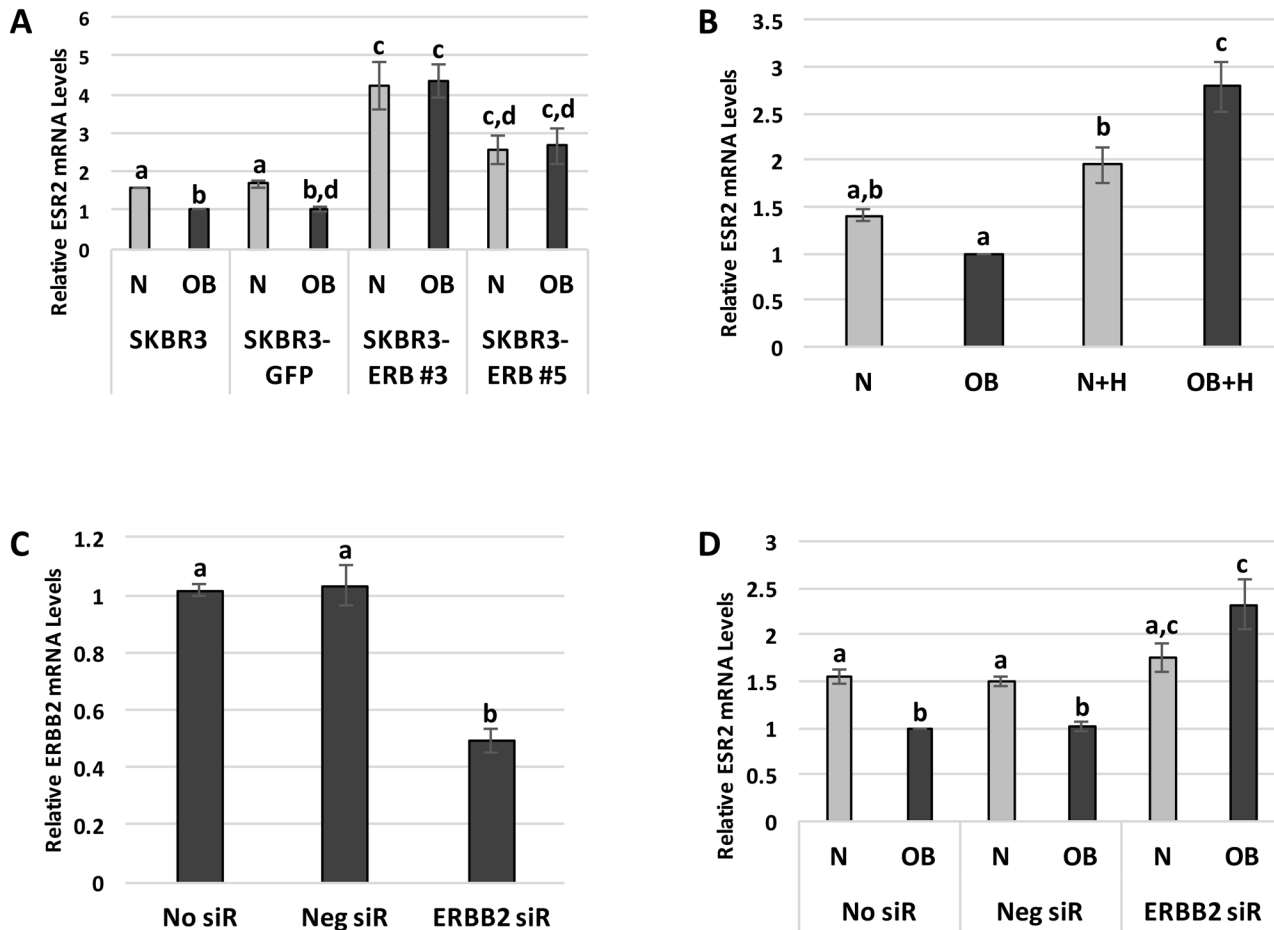 A
Relative ESR2 mRNA Levels
6
5
4
3
2
1
0
a
b
a
b,d
c
c
c,d
c,d
N OB N OB N OB N OB
SKBR3 SKBR3-GFP SKBR3-ERB #3 SKBR3-ERB #5
B
Relative ESR2 mRNA Levels
3.5
3
2.5
2
1.5
1
0.5
0
a,b
a
b
c
N OB N+H OB+H
C
Relative ERBB2 mRNA Levels
1.2
1
0.8
0.6
0.4
0.2
0
a
a
b
No siR Neg siR ERBB2 siR
D
Relative ESR2 mRNA Levels
3
2.5
2
1.5
1
0.5
0
a
b
a
b
a,c
c
N OB N OB N OB
No siR Neg siR ERBB2 siR